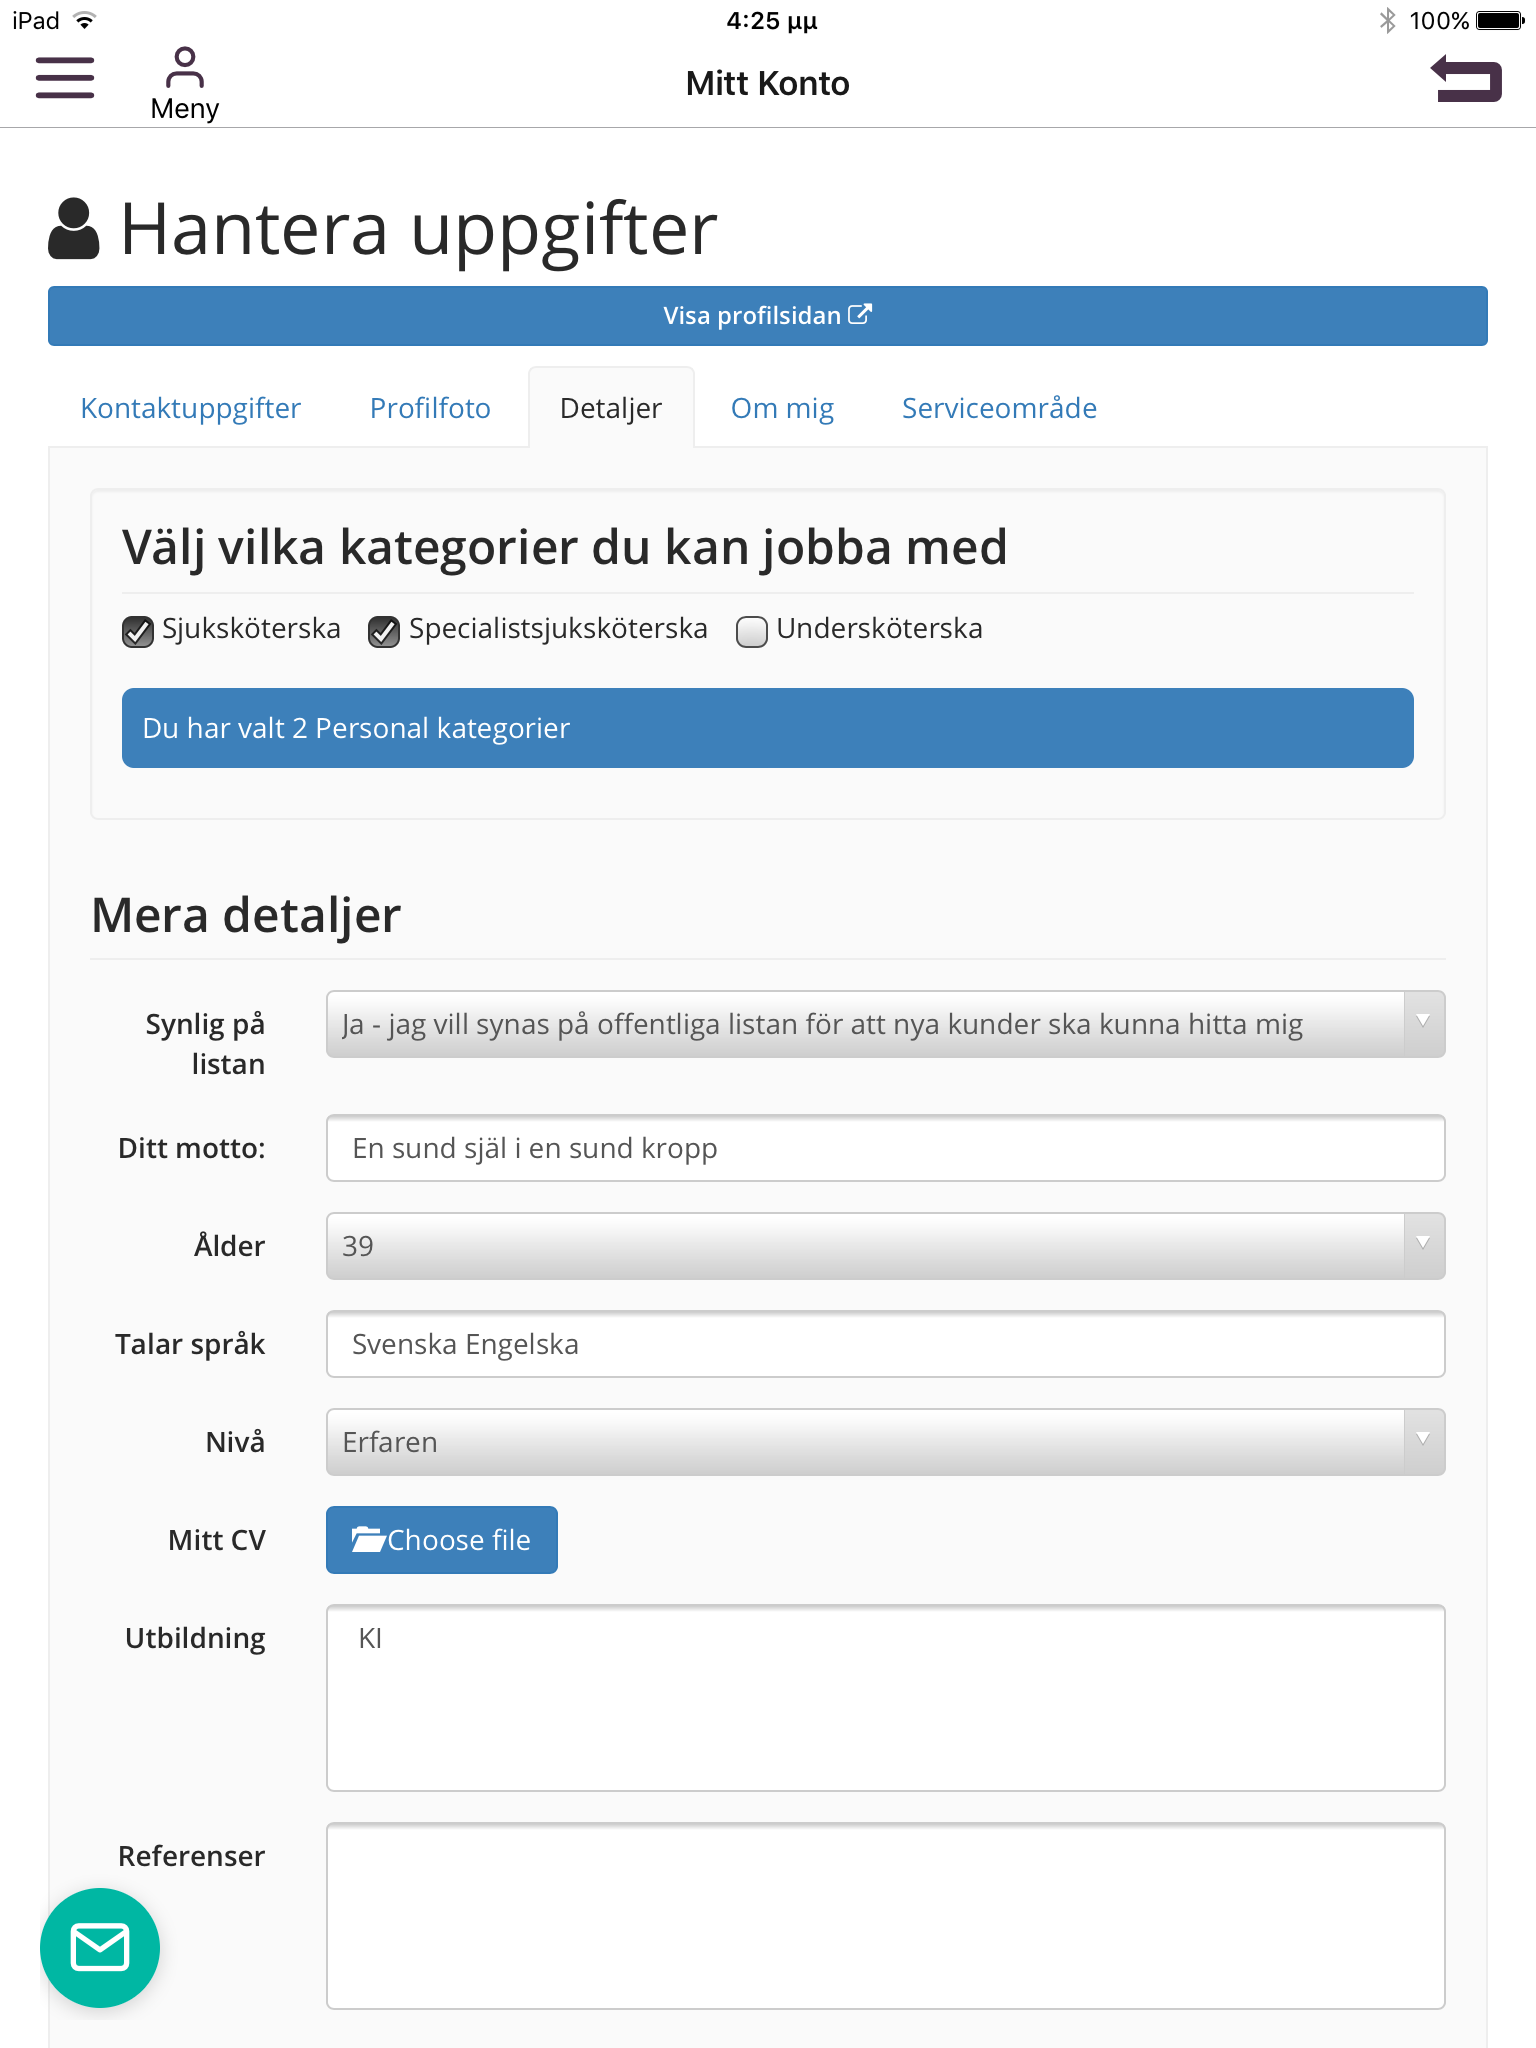 iPad 4:25 μμ 100%
Meny
Mitt Konto
Hantera uppgifter
Visa profilsidan
Kontaktuppgifter Profilfoto Detaljer Om mig Serviceområde
Välj vilka kategorier du kan jobba med
Sjuksköterska Specialistsjuksköterska Undersköterska
Du har valt 2 Personal kategorier
Mera detaljer
Synlig på
listan
Ja - jag vill synas på offentliga listan för att nya kunder ska kunna hitta mig
Ditt motto: En sund själ i en sund kropp
Ålder 39
Talar språk Svenska Engelska
Nivå Erfaren
Mitt CV Choose file
Utbildning KI
Referenser